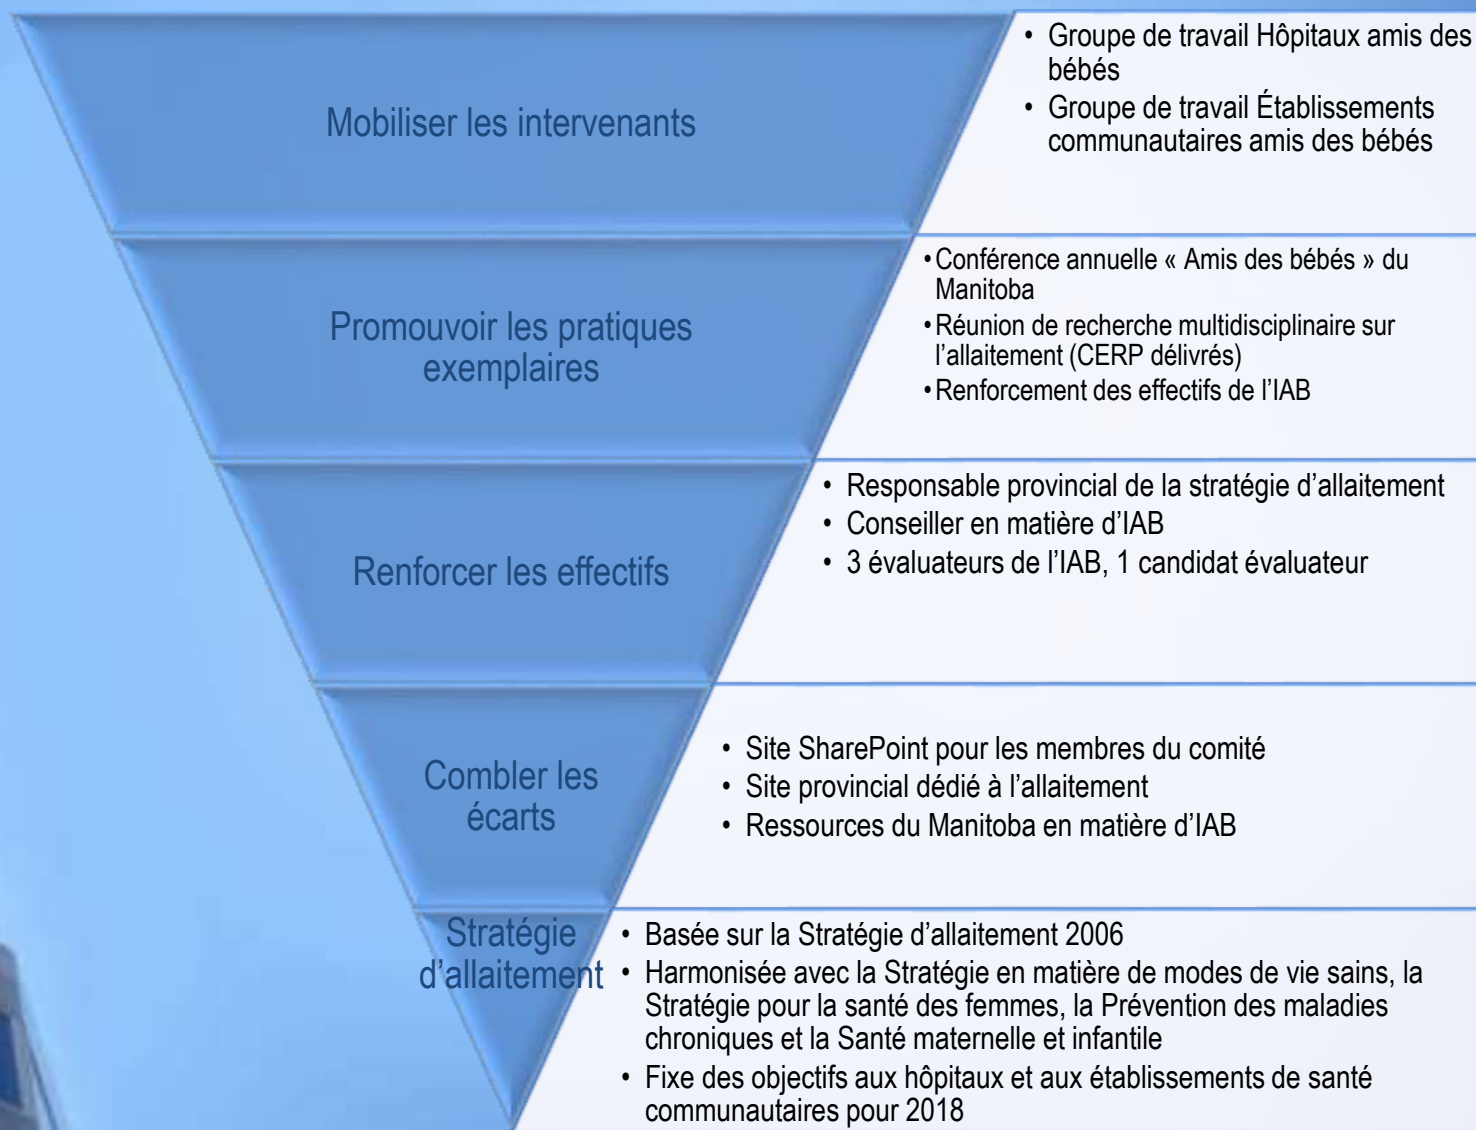 Mobiliser les intervenants
• Groupe de travail Hôpitaux amis des
bébés
• Groupe de travail Établissements
communautaires amis des bébés
Promouvoir les pratiques
exemplaires
• Conférence annuelle « Amis des bébés » du
Manitoba
• Réunion de recherche multidisciplinaire sur
l’allaitement (CERP délivrés)
• Renforcement des effectifs de l’IAB
Renforcer les effectifs
• Responsable provincial de la stratégie d’allaitement
• Conseiller en matière d’IAB
• 3 évaluateurs de l’IAB, 1 candidat évaluateur
Combler les
écarts
• Site SharePoint pour les membres du comité
• Site provincial dédié à l’allaitement
• Ressources du Manitoba en matière d’IAB
Stratégie
d’allaitement
• Basée sur la Stratégie d’allaitement 2006
• Harmonisée avec la Stratégie en matière de modes de vie sains, la
Stratégie pour la santé des femmes, la Prévention des maladies
chroniques et la Santé maternelle et infantile
• Fixe des objectifs aux hôpitaux et aux établissements de santé
communautaires pour 2018